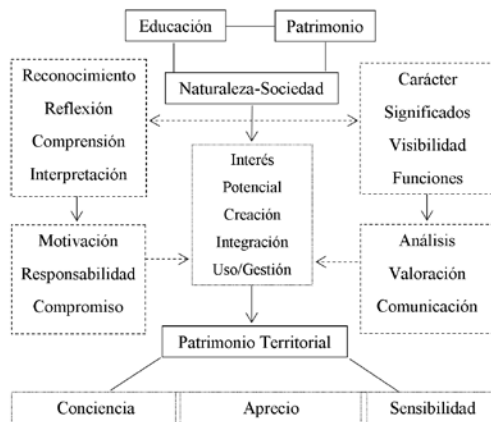 Educación
Patrimonio
Naturaleza-Sociedad
Reconocimiento
Reflexión
Comprensión
Interpretación
Carácter
Significados
Visibilidad
Funciones
Interés
Potencial
Creación
Integración
Uso/Gestión
Motivación
Responsabilidad
Compromiso
Análisis
Valoración
Comunicación
Patrimonio Territorial
Conciencia
Aprecio
Sensibilidad